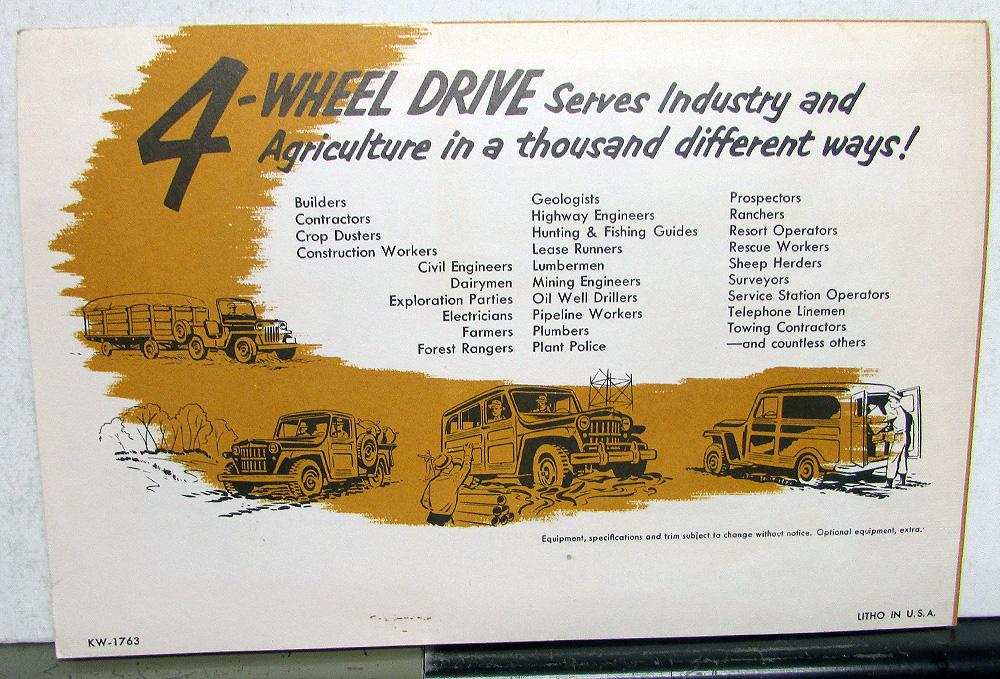 4-WHEEL DRIVE Serves Industry and
Agriculture in a thousand different ways!
Builders
Contractors
Crop Dusters
Construction Workers
Civil Engineers
Dairymen
Exploration Parties
Electricians
Farmers
Forest Rangers
Geologists
Highway Engineers
Hunting & Fishing Guides
Lease Runners
Lumbermen
Mining Engineers
Oil Well Drillers
Pipeline Workers
Plumbers
Plant Police
Prospectors
Ranchers
Resort Operators
Rescue Workers
Sheep Herders
Surveyors
Service Station Operators
Telephone Linemen
Towing Contractors
—and countless others
Equipment, specifications and trim subject to change without notice. Optional equipment, extra.
KW-1763
LITHO IN U.S.A.